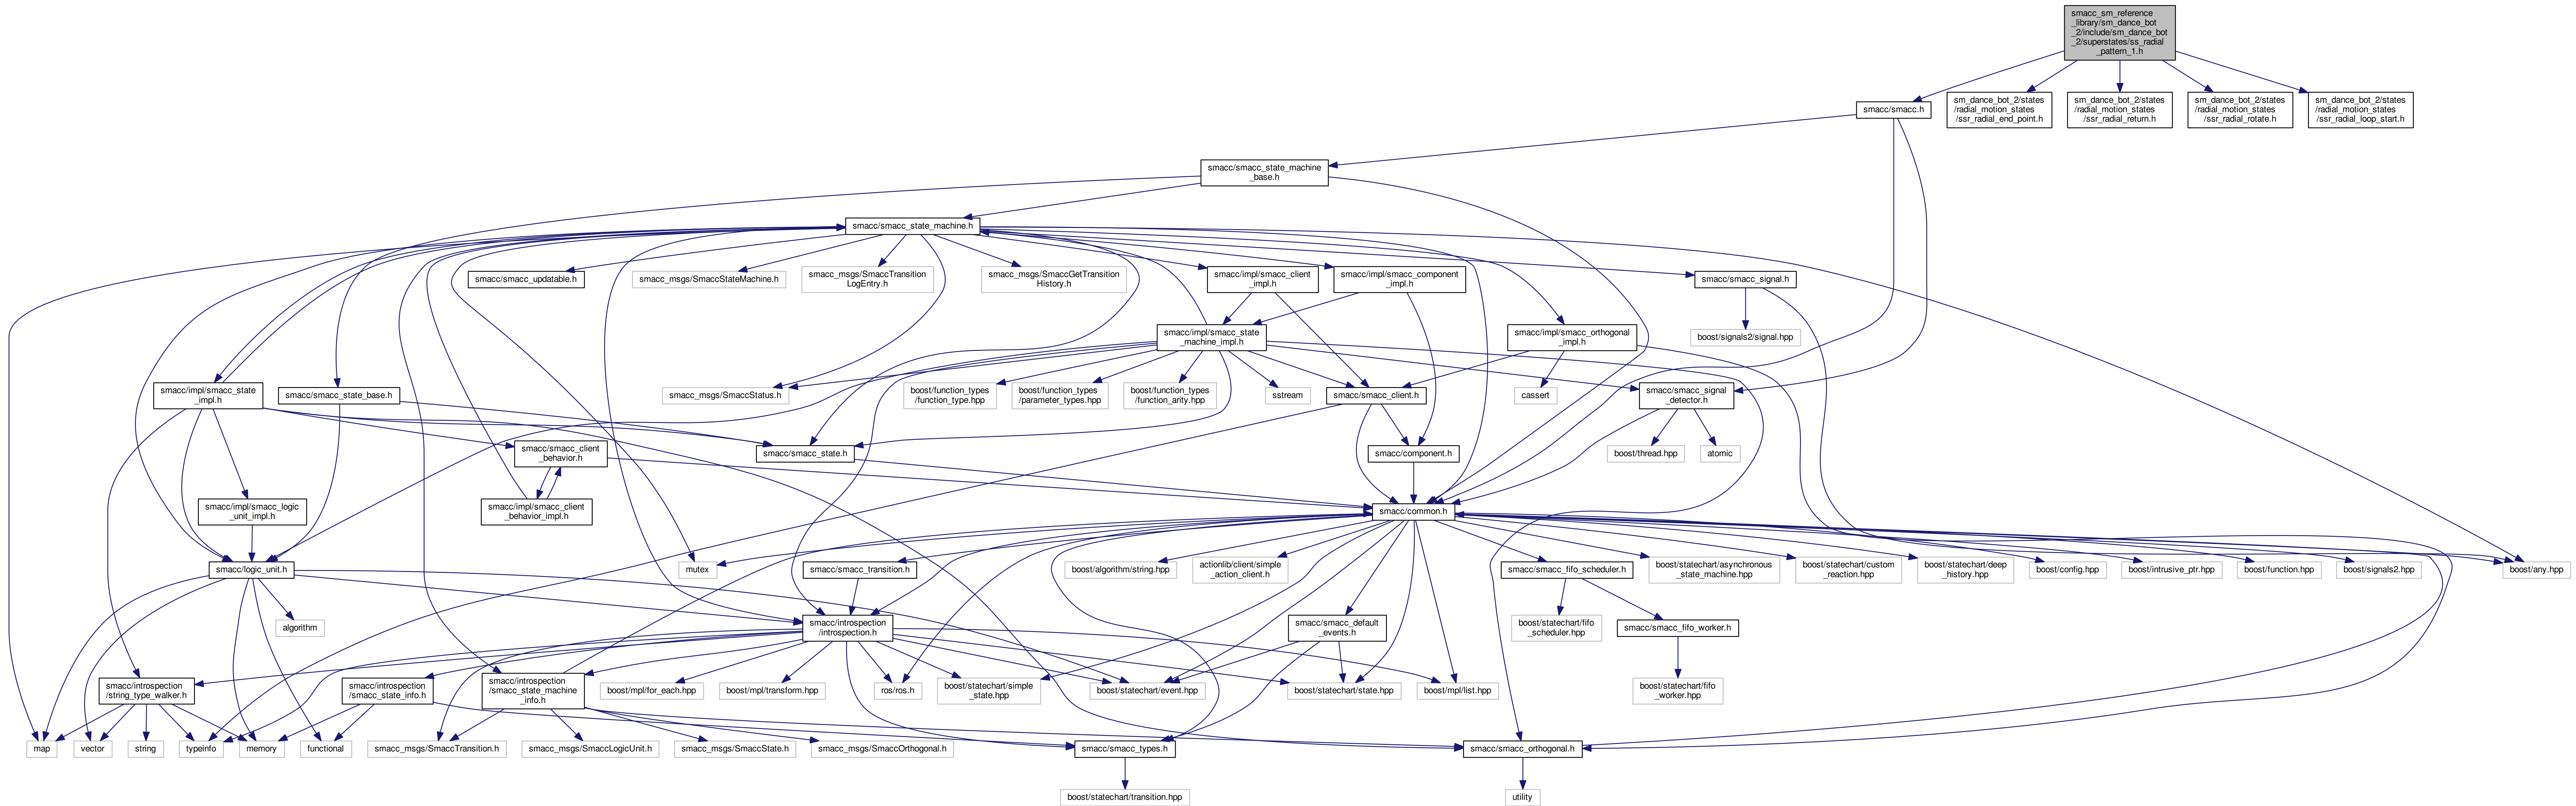 smacc_sm_reference
_library/sm_dance_bot
_2/include/sm_dance_bot
_2/superstates/ss_radial
_pattern_1.h
smacc/smacc.h
sm_dance_bot_2/states
/radial_motion_states
/ssr_radial_end_point.h
sm_dance_bot_2/states
/radial_motion_states
/ssr_radial_return.h
sm_dance_bot_2/states
/radial_motion_states
/ssr_radial_rotate.h
sm_dance_bot_2/states
/radial_motion_states
/ssr_radial_loop_start.h
smacc/smacc_state_machine
_base.h
smacc/smacc_state_machine.h
smacc/smacc_updatable.h
smacc_msgs/SmaccStateMachine.h
smacc_msgs/SmaccTransition
LogEntry.h
smacc_msgs/SmaccGetTransition
History.h
smacc/impl/smacc_client
_impl.h
smacc/impl/smacc_component
_impl.h
smacc/smacc_signal.h
smacc/impl/smacc_state
_machine_impl.h
smacc/impl/smacc_orthogonal
_impl.h
boost/signals2/signal.hpp
smacc/impl/smacc_state
_impl.h
smacc/smacc_state_base.h
smacc_msgs/SmaccStatus.h
boost/function_types
/function_type.hpp
boost/function_types
/parameter_types.hpp
boost/function_types
/function_arity.hpp
sstream
smacc/smacc_client.h
cassert
smacc/smacc_signal
_detector.h
smacc/smacc_client
_behavior.h
smacc/smacc_state.h
smacc/component.h
boost/thread.hpp
atomic
smacc/impl/smacc_logic
_unit_impl.h
smacc/impl/smacc_client
_behavior_impl.h
smacc/common.h
smacc/logic_unit.h
mutex
smacc/smacc_transition.h
boost/algorithm/string.hpp
actionlib/client/simple
_action_client.h
smacc/smacc_fifo_scheduler.h
boost/statechart/asynchronous
_state_machine.hpp
boost/statechart/custom
_reaction.hpp
boost/statechart/deep
_history.hpp
boost/config.hpp
boost/intrusive_ptr.hpp
boost/function.hpp
boost/signals2.hpp
boost/any.hpp
algorithm
smacc/introspection
/introspection.h
smacc/smacc_default
_events.h
boost/statechart/fifo
_scheduler.hpp
smacc/smacc_fifo_worker.h
smacc/introspection
/string_type_walker.h
smacc/introspection
/smacc_state_info.h
smacc/introspection
/smacc_state_machine
_info.h
boost/mpl/for_each.hpp
boost/mpl/transform.hpp
ros/ros.h
boost/statechart/simple
_state.hpp
boost/statechart/event.hpp
boost/statechart/state.hpp
boost/mpl/list.hpp
boost/statechart/fifo
_worker.hpp
map
vector
string
typeinfo
memory
functional
smacc_msgs/SmaccTransition.h
smacc_msgs/SmaccLogicUnit.h
smacc_msgs/SmaccState.h
smacc_msgs/SmaccOrthogonal.h
smacc/smacc_types.h
smacc/smacc_orthogonal.h
boost/statechart/transition.hpp
utility